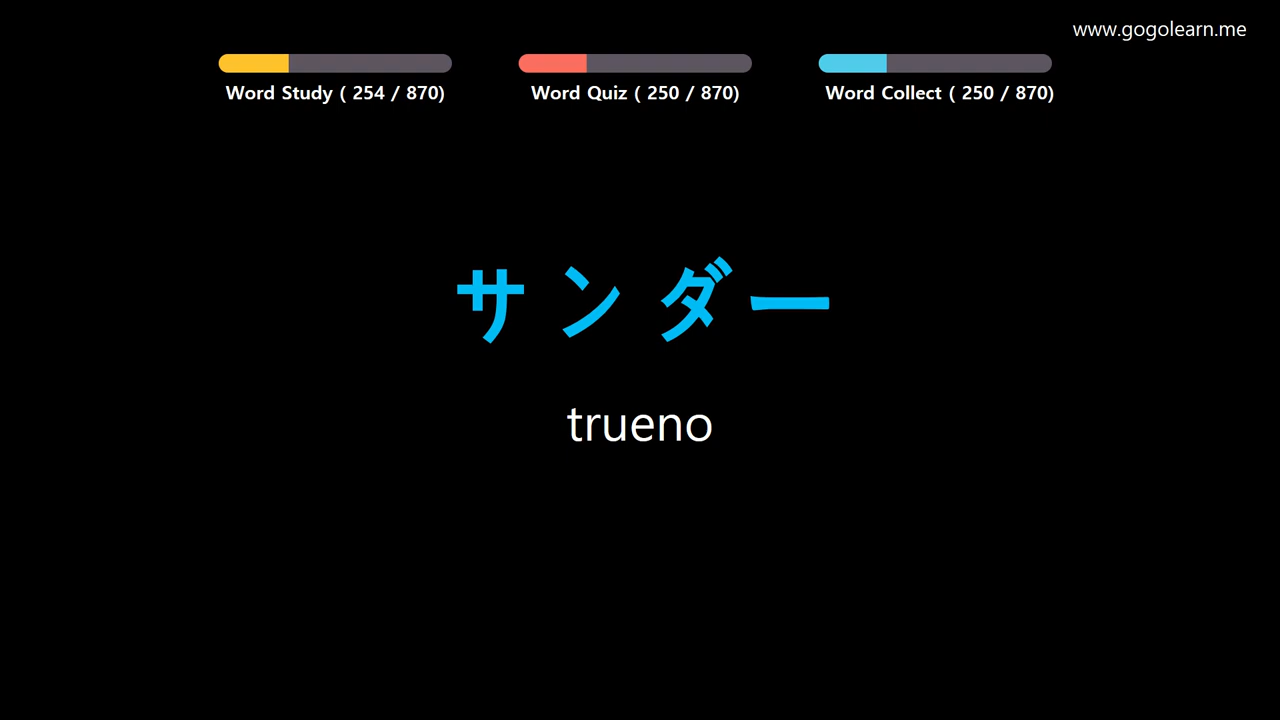 www.gogolearn.me
Word Study ( 254 / 870)
Word Quiz ( 250 / 870)
Word Collect ( 250 / 870)
サンダー
trueno